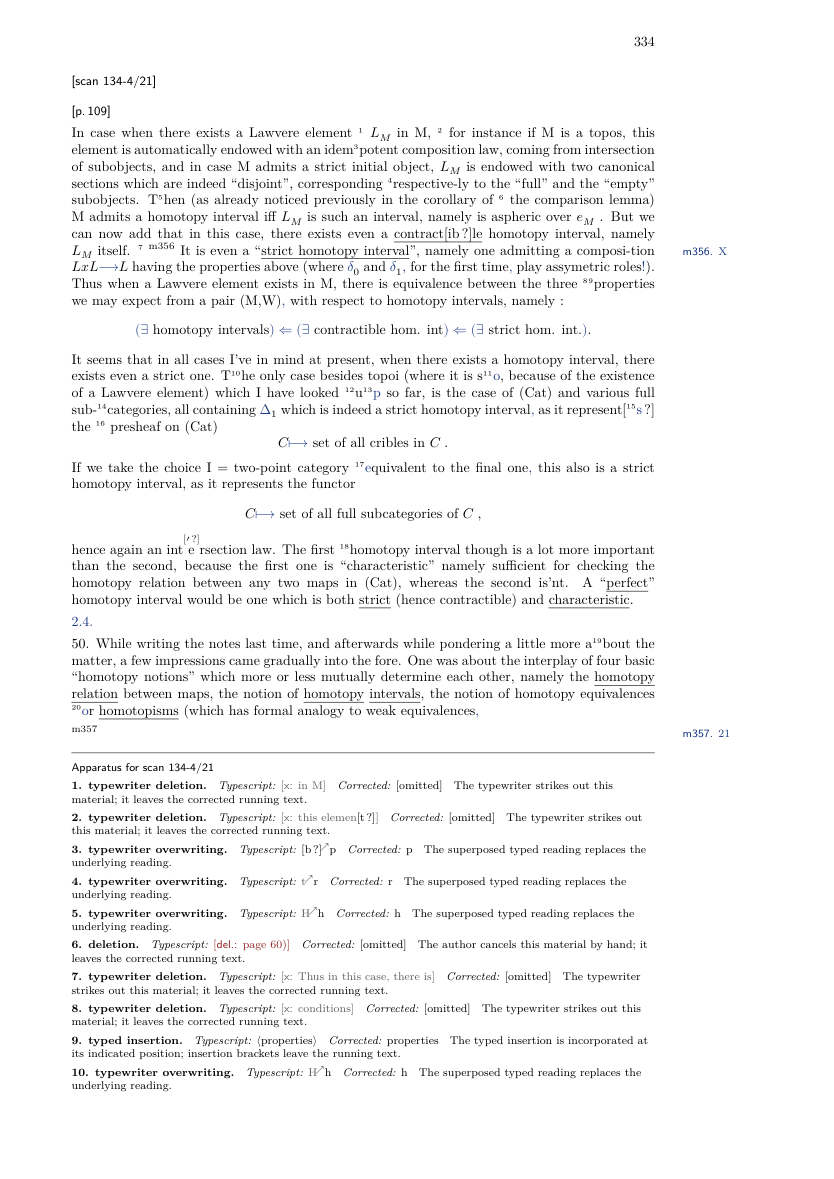 334
[scan 134-4/21]
[p. 109]
In case when there exists a Lawvere element ¹ L_M in M, ² for instance if M is a topos, this
element is automatically endowed with an idem³potent composition law, coming from intersection
of subobjects, and in case M admits a strict initial object, L_M is endowed with two canonical
sections which are indeed “disjoint”, corresponding ⁴respective-ly to the “full” and the “empty”
subobjects. T⁵hen (as already noticed previously in the corollary of ⁶ the comparison lemma)
M admits a homotopy interval iff L_M is such an interval, namely is aspheric over e_M . But we
can now add that in this case, there exists even a contract[ib ?]le homotopy interval, namely
L_M itself. ⁷ m356 It is even a “strict homotopy interval”, namely one admitting a composi-tion
m356. X
LxL⟶L having the properties above (where δ₀ and δ₁, for the first time, play assymetric roles!).
Thus when a Lawvere element exists in M, there is equivalence between the three ⁸⁹properties
we may expect from a pair (M,W), with respect to homotopy intervals, namely :
(∃ homotopy intervals) ⇐ (∃ contractible hom. int) ⇐ (∃ strict hom. int.).
It seems that in all cases I’ve in mind at present, when there exists a homotopy interval, there
exists even a strict one. T¹⁰he only case besides topoi (where it is s¹¹o, because of the existence
of a Lawvere element) which I have looked ¹²u¹³p so far, is the case of (Cat) and various full
sub-¹⁴categories, all containing Δ₁ which is indeed a strict homotopy interval, as it represent[¹⁵s ?]
the ¹⁶ presheaf on (Cat)
C⟼ set of all cribles in C .
If we take the choice I = two-point category ¹⁷equivalent to the final one, this also is a strict
homotopy interval, as it represents the functor
C⟼ set of all full subcategories of C ,
[′ ?]
hence again an int e rsection law. The first ¹⁸homotopy interval though is a lot more important
than the second, because the first one is “characteristic” namely sufficient for checking the
homotopy relation between any two maps in (Cat), whereas the second is’nt. A “perfect”
homotopy interval would be one which is both strict (hence contractible) and characteristic.
2.4.
50. While writing the notes last time, and afterwards while pondering a little more a¹⁹bout the
matter, a few impressions came gradually into the fore. One was about the interplay of four basic
“homotopy notions” which more or less mutually determine each other, namely the homotopy
relation between maps, the notion of homotopy intervals, the notion of homotopy equivalences
²⁰or homotopisms (which has formal analogy to weak equivalences,
m357
m357. 21
Apparatus for scan 134-4/21
1. typewriter deletion. Typescript: [x: in M] Corrected: [omitted] The typewriter strikes out this
material; it leaves the corrected running text.
2. typewriter deletion. Typescript: [x: this elemen[t ?]] Corrected: [omitted] The typewriter strikes out
this material; it leaves the corrected running text.
3. typewriter overwriting. Typescript: [b ?]↗p Corrected: p The superposed typed reading replaces the
underlying reading.
4. typewriter overwriting. Typescript: t↗r Corrected: r The superposed typed reading replaces the
underlying reading.
5. typewriter overwriting. Typescript: H↗h Corrected: h The superposed typed reading replaces the
underlying reading.
6. deletion. Typescript: [del.: page 60)] Corrected: [omitted] The author cancels this material by hand; it
leaves the corrected running text.
7. typewriter deletion. Typescript: [x: Thus in this case, there is] Corrected: [omitted] The typewriter
strikes out this material; it leaves the corrected running text.
8. typewriter deletion. Typescript: [x: conditions] Corrected: [omitted] The typewriter strikes out this
material; it leaves the corrected running text.
9. typed insertion. Typescript: ⟨properties⟩ Corrected: properties The typed insertion is incorporated at
its indicated position; insertion brackets leave the running text.
10. typewriter overwriting. Typescript: H↗h Corrected: h The superposed typed reading replaces the
underlying reading.